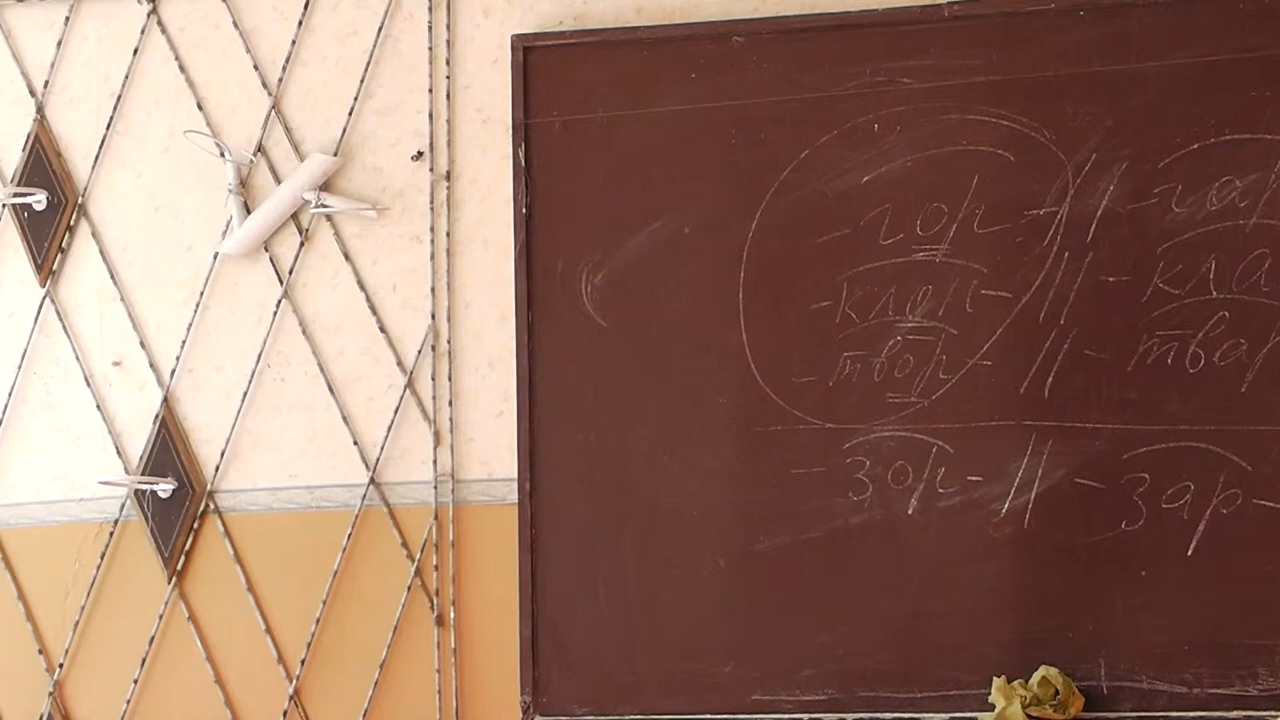 -гор- // -гар
-клон- // -кла
-твор- // - твар
-зор- // -зар-